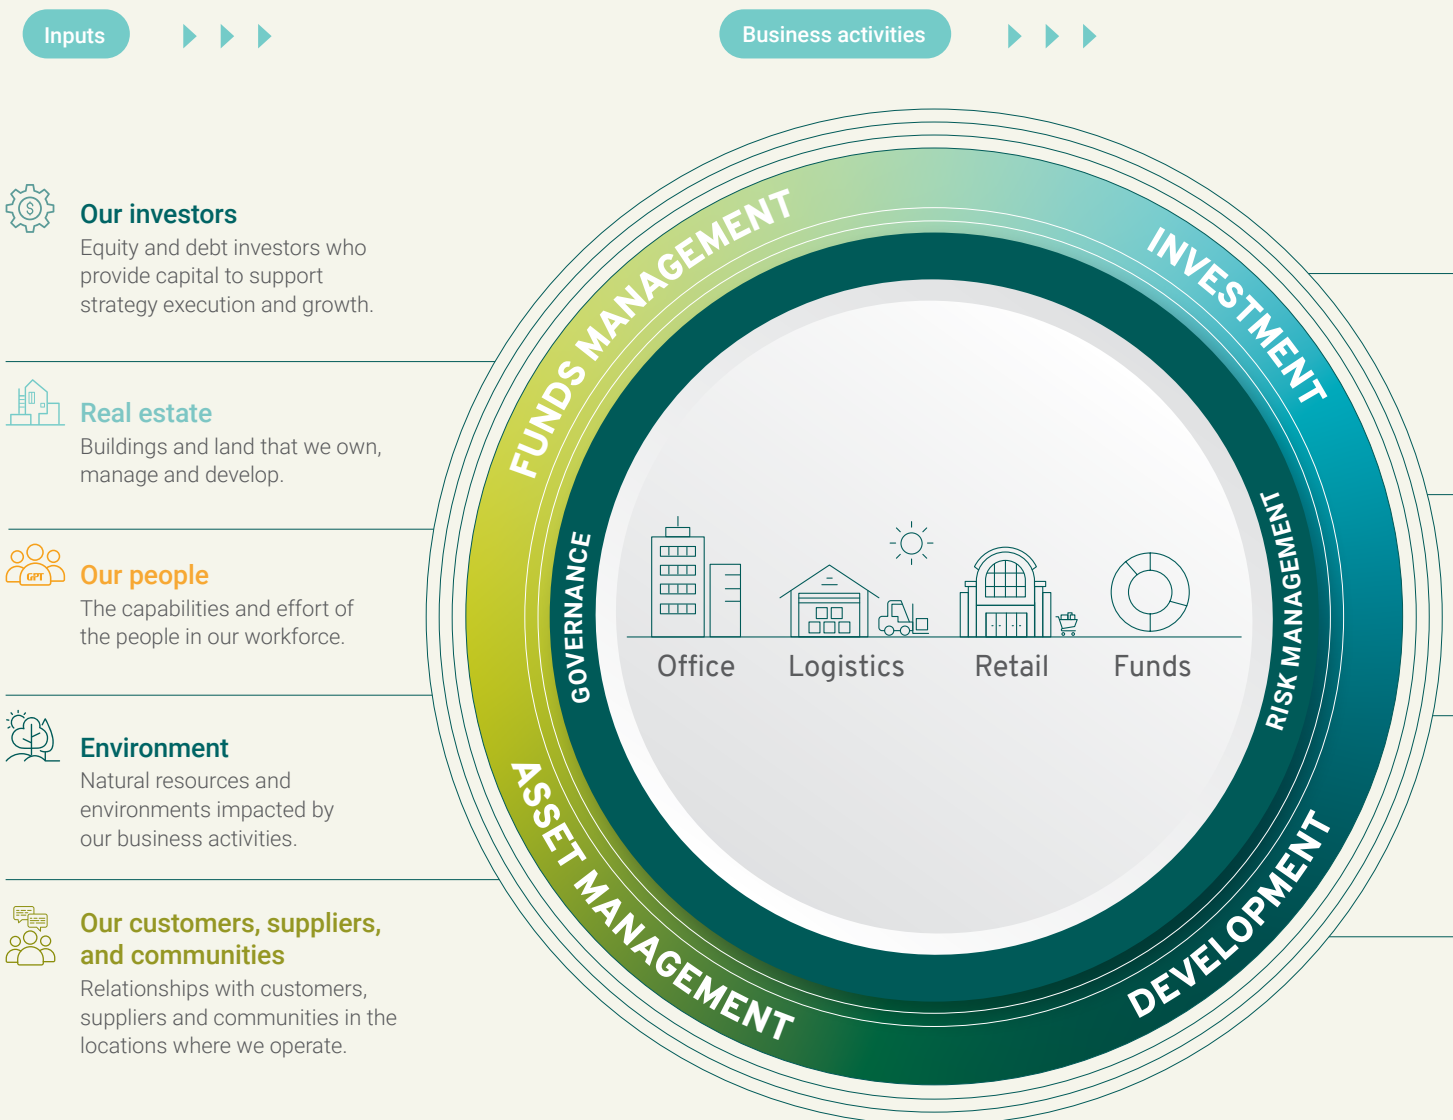 Inputs
Business activities
Our investors
Equity and debt investors who
provide capital to support
strategy execution and growth.
Real estate
Buildings and land that we own,
manage and develop.
GPT
Our people
The capabilities and effort of
the people in our workforce.
Environment
Natural resources and
environments impacted by
our business activities.
Our customers, suppliers,
and communities
Relationships with customers,
suppliers and communities in the
locations where we operate.
FUNDS MANAGEMENT
INVESTMENT
GOVERNANCE
RISK MANAGEMENT
Office
Logistics
Retail
Funds
ASSET MANAGEMENT
DEVELOPMENT
$